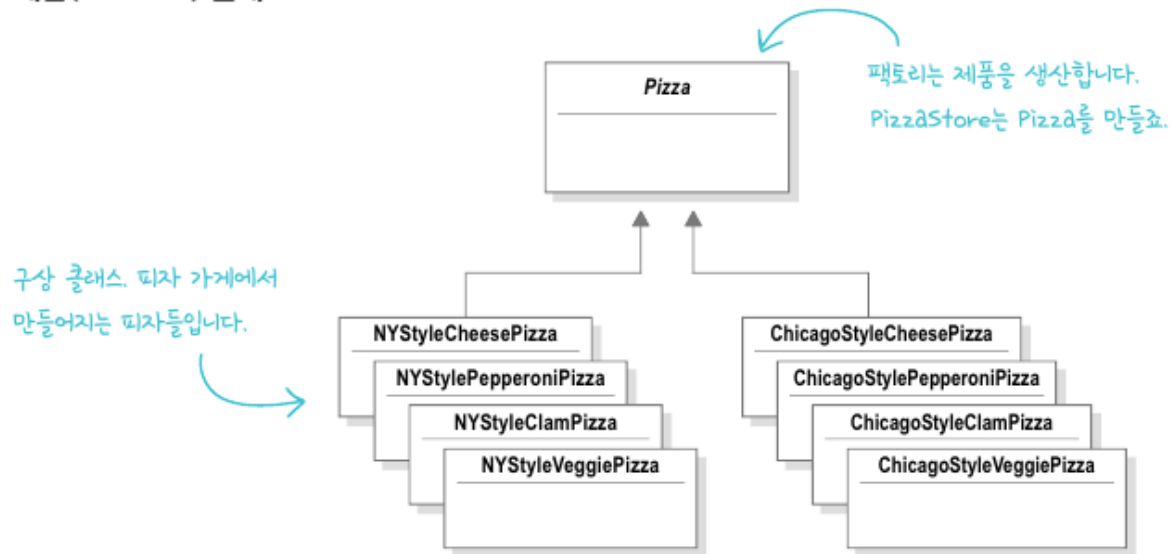 Pizza
팩토리는 제품을 생산합니다.
PizzaStore는 Pizza를 만들죠.
구상 클래스. 피자 가게에서
만들어지는 피자들입니다.
NYStyleCheesePizza
NYStylePepperoniPizza
NYStyleClamPizza
NYStyleVeggiePizza
ChicagoStyleCheesePizza
ChicagoStylePepperoniPizza
ChicagoStyleClamPizza
ChicagoStyleVeggiePizza